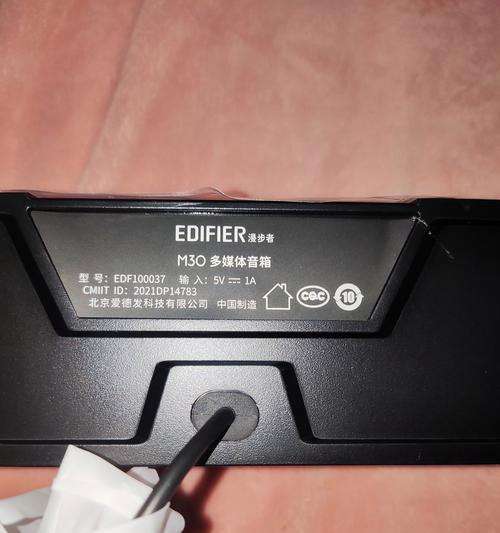 EDIFIER 漫步者
M30 多媒体音箱
型 号：EDF100037 输 入：5V⎓1A
CMIIT ID：2021DP14783
北京爱德发科技有限公司 中国制造
CQC 10